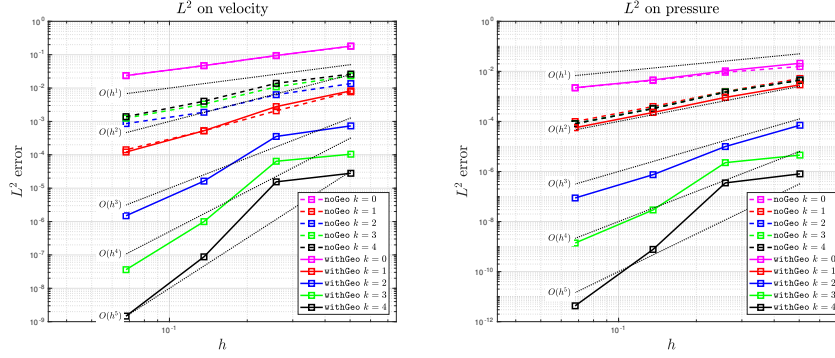 L² on velocity
10⁰
10⁻¹
10⁻²
10⁻³
10⁻⁴
10⁻⁵
10⁻⁶
10⁻⁷
10⁻⁸
10⁻⁹
L² error
O(h¹)
O(h²)
O(h³)
O(h⁴)
O(h⁵)
noGeo k = 0
noGeo k = 1
noGeo k = 2
noGeo k = 3
noGeo k = 4
withGeo k = 0
withGeo k = 1
withGeo k = 2
withGeo k = 3
withGeo k = 4
10⁻¹
h
L² on pressure
10⁰
10⁻²
10⁻⁴
10⁻⁶
10⁻⁸
10⁻¹⁰
10⁻¹²
L² error
O(h¹)
O(h²)
O(h³)
O(h⁴)
O(h⁵)
noGeo k = 0
noGeo k = 1
noGeo k = 2
noGeo k = 3
noGeo k = 4
withGeo k = 0
withGeo k = 1
withGeo k = 2
withGeo k = 3
withGeo k = 4
10⁻¹
h